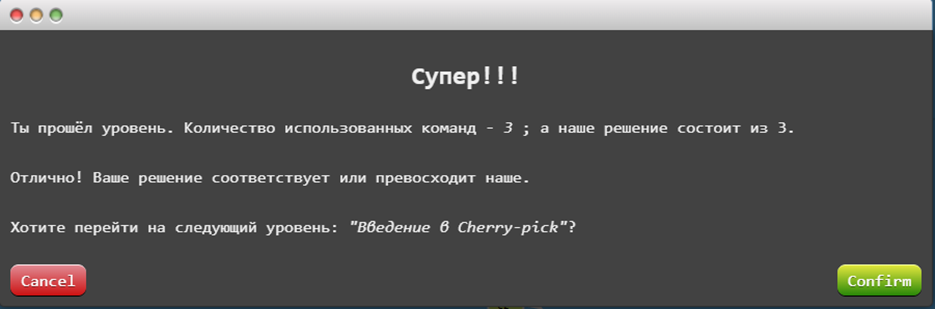 Супер!!!
Ты прошёл уровень. Количество использованных команд - 3 ; а наше решение состоит из 3.
Отлично! Ваше решение соответствует или превосходит наше.
Хотите перейти на следующий уровень: "Введение в Cherry-pick"?
Cancel Confirm